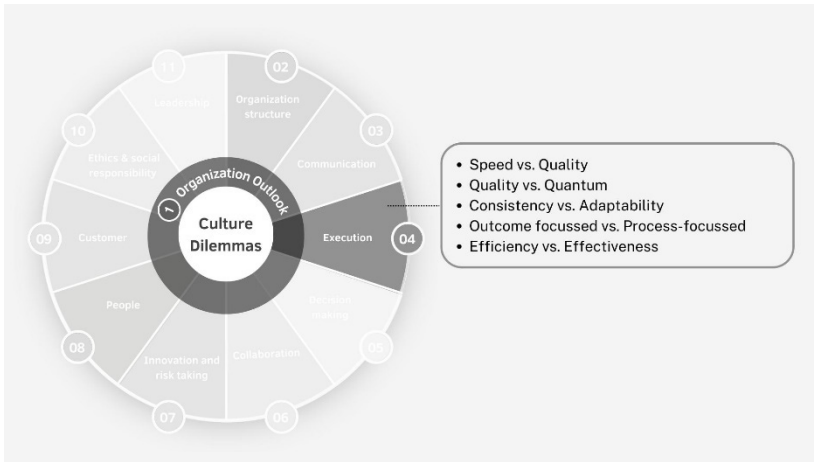 11
Leadership
02
Organization
structure
03
Communication
Execution
04
Decision
making
05
Collaboration
06
Innovation and
risk taking
07
People
08
Customer
09
Ethics & social
responsibility
10
1 Organization Outlook
Culture
Dilemmas
• Speed vs. Quality
• Quality vs. Quantum
• Consistency vs. Adaptability
• Outcome focussed vs. Process-focussed
• Efficiency vs. Effectiveness